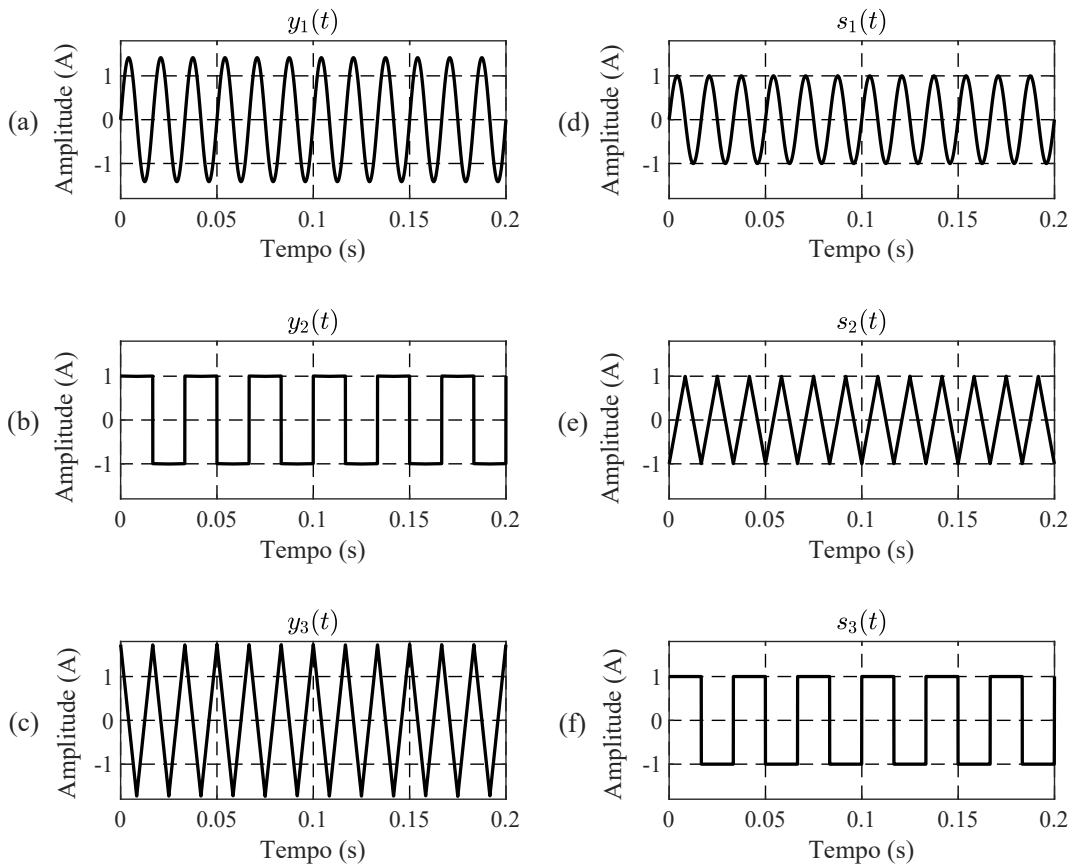 y₁(t)
(a)
Amplitude (A)
1
0
-1
0 0.05 0.1 0.15 0.2
Tempo (s)
s₁(t)
(d)
Amplitude (A)
1
0
-1
0 0.05 0.1 0.15 0.2
Tempo (s)
y₂(t)
(b)
Amplitude (A)
1
0
-1
0 0.05 0.1 0.15 0.2
Tempo (s)
s₂(t)
(e)
Amplitude (A)
1
0
-1
0 0.05 0.1 0.15 0.2
Tempo (s)
y₃(t)
(c)
Amplitude (A)
1
0
-1
0 0.05 0.1 0.15 0.2
Tempo (s)
s₃(t)
(f)
Amplitude (A)
1
0
-1
0 0.05 0.1 0.15 0.2
Tempo (s)